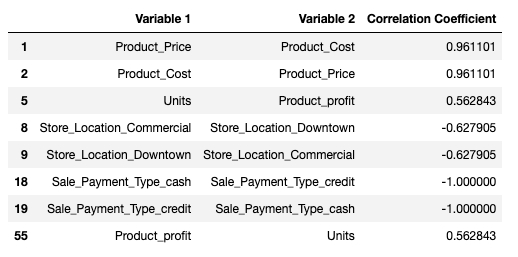 Variable 1 Variable 2 Correlation Coefficient
1 Product_Price Product_Cost 0.961101
2 Product_Cost Product_Price 0.961101
5 Units Product_profit 0.562843
8 Store_Location_Commercial Store_Location_Downtown -0.627905
9 Store_Location_Downtown Store_Location_Commercial -0.627905
18 Sale_Payment_Type_cash Sale_Payment_Type_credit -1.000000
19 Sale_Payment_Type_credit Sale_Payment_Type_cash -1.000000
55 Product_profit Units 0.562843